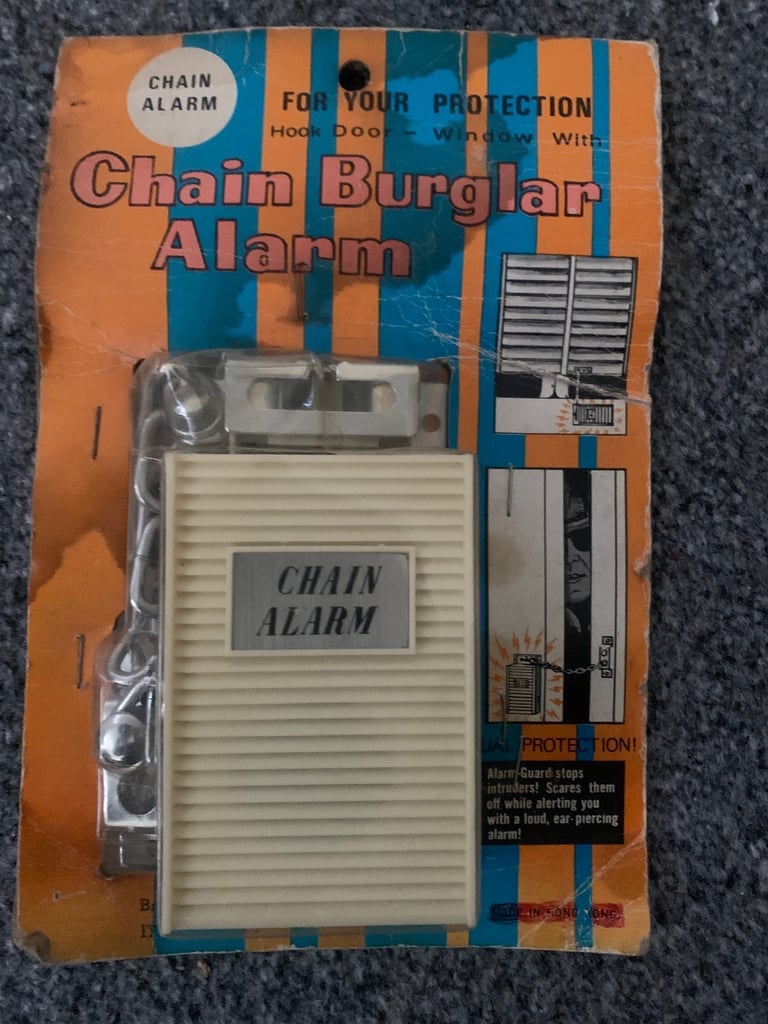 CHAIN
ALARM
FOR YOUR PROTECTION
Hook Door - Window With
Chain Burglar
Alarm
CHAIN
ALARM
PROTECTION!
Alarm-Guard stops
intruders! Scares them
off while alerting you
with a loud, ear-piercing
alarm!
MADE IN HONG KONG